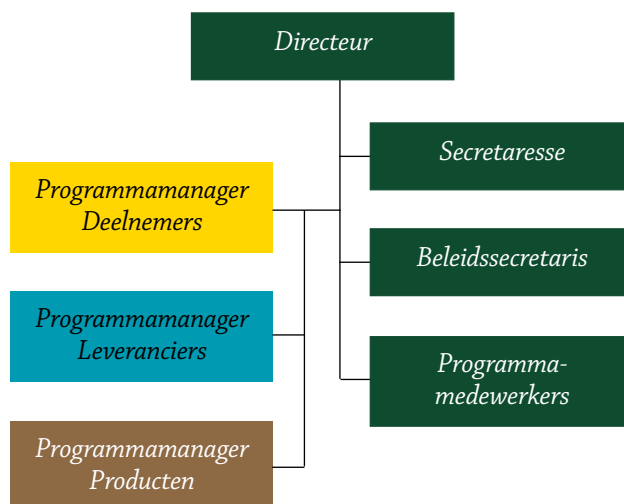 Directeur
Secretaresse
Programmamanager
Deelnemers
Beleidssecretaris
Programmamanager
Leveranciers
Programma-
medewerkers
Programmamanager
Producten